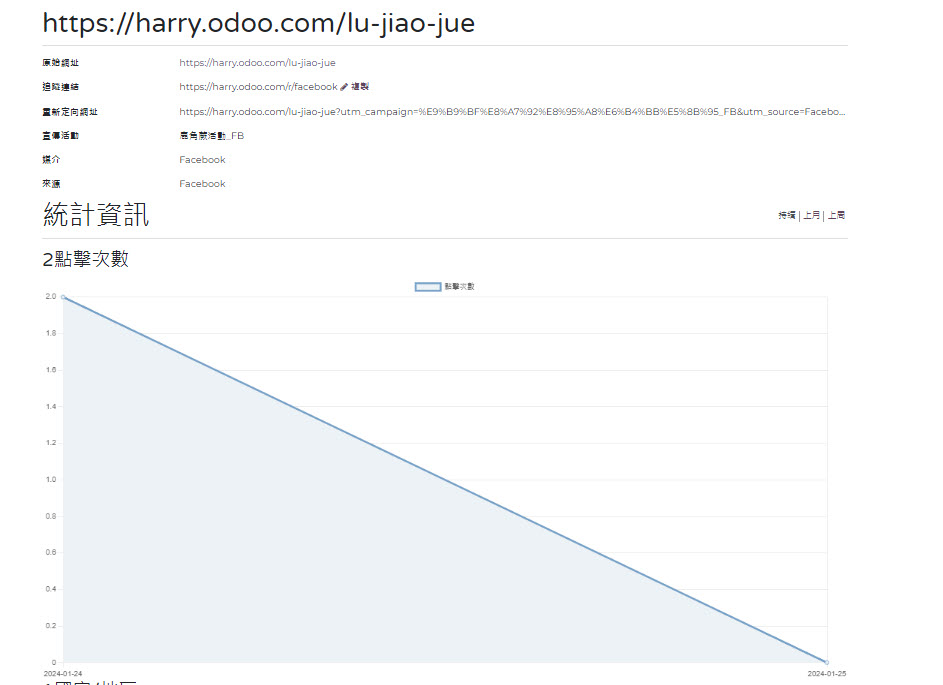 https://harry.odoo.com/lu-jiao-jue
原始網址 https://harry.odoo.com/lu-jiao-jue
追蹤連結 https://harry.odoo.com/r/facebook 複製
重新定向網址 https://harry.odoo.com/lu-jiao-jue?utm_campaign=%E9%B9%BF%E8%A7%92%E8%95%A8%E6%B4%BB%E5%8B%95_FB&utm_source=Facebo...
宣傳活動 鹿角蕨活動_FB
媒介 Facebook
來源 Facebook
統計資訊
| 上月 | 上周
2點擊次數
點擊次數
2.0
1.8
1.6
1.4
1.2
1.0
0.8
0.6
0.4
0.2
0
2024-01-24 2024-01-25